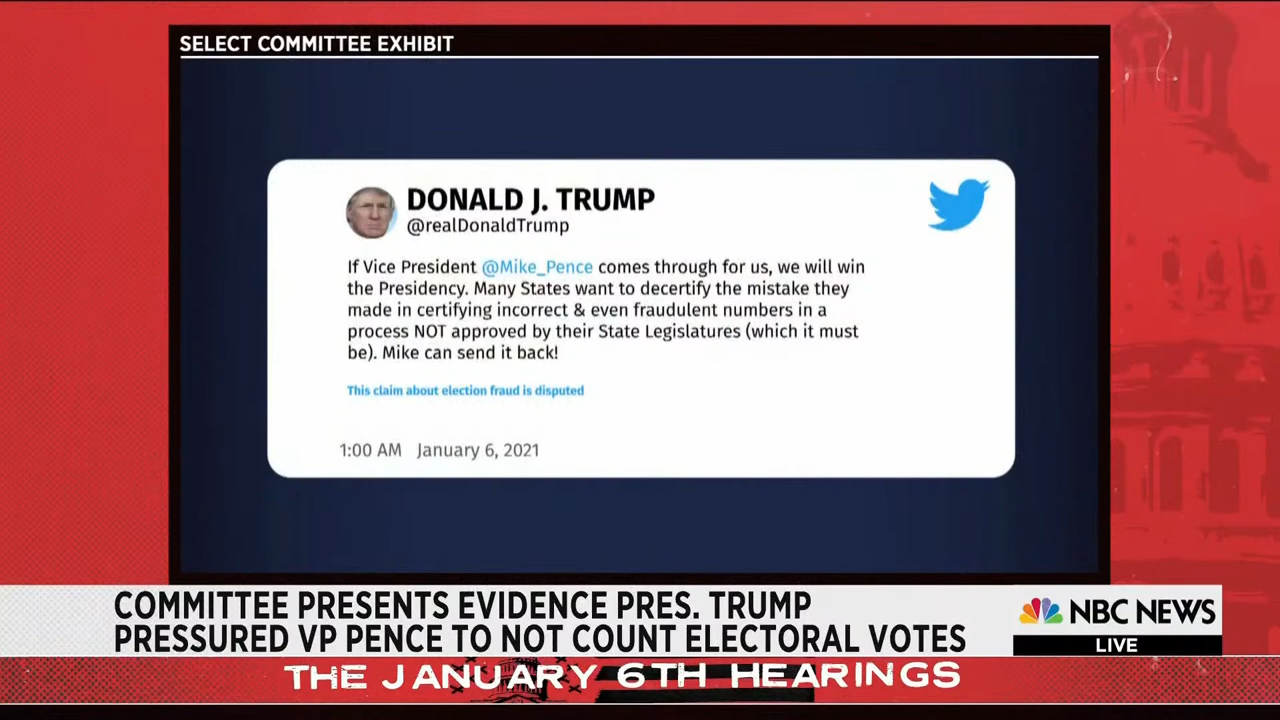 SELECT COMMITTEE EXHIBIT
DONALD J. TRUMP
@realDonaldTrump
If Vice President @Mike_Pence comes through for us, we will win
the Presidency. Many States want to decertify the mistake they
made in certifying incorrect & even fraudulent numbers in a
process NOT approved by their State Legislatures (which it must
be). Mike can send it back!
This claim about election fraud is disputed
1:00 AM January 6, 2021
COMMITTEE PRESENTS EVIDENCE PRES. TRUMP
PRESSURED VP PENCE TO NOT COUNT ELECTORAL VOTES
NBC NEWS
LIVE
THE JANUARY 6TH HEARINGS